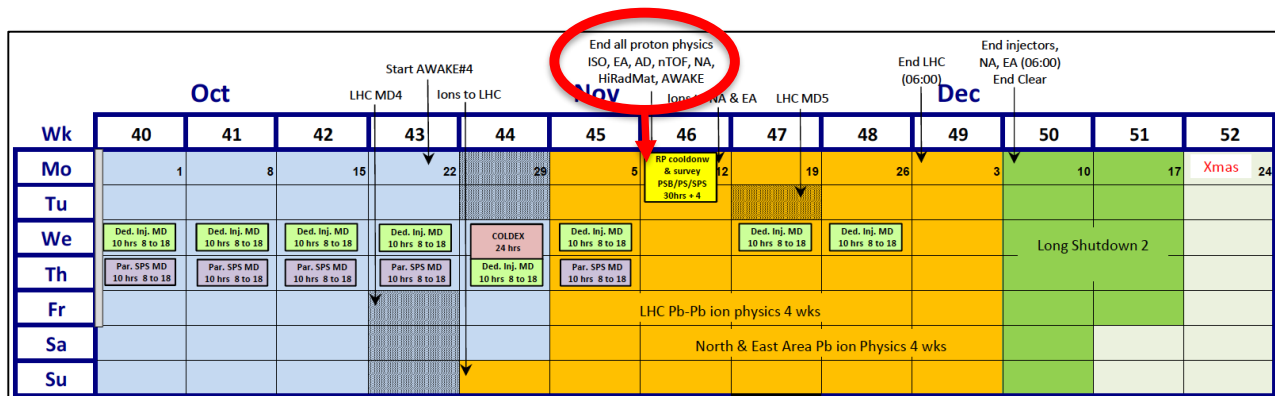 End all proton physics
ISO, EA, AD, nTOF, NA,
HiRadMat, AWAKE
End injectors,
NA, EA (06:00)
End Clear
Start AWAKE#4
End LHC
(06:00)
Oct
LHC MD4
Ions to LHC
Nov
Ions to NA & EA
LHC MD5
Dec
Wk 40 41 42 43 44 45 46 47 48 49 50 51 52
Mo 1 8 15 22 29 5 12 19 26 3 10 17 Xmas 24
RP cooldonw
& survey
PSB/PS/SPS
30hrs + 4
Tu
We
Ded. Inj. MD
10 hrs 8 to 18
Ded. Inj. MD
10 hrs 8 to 18
Ded. Inj. MD
10 hrs 8 to 18
Ded. Inj. MD
10 hrs 8 to 18
COLDEX
24 hrs
Ded. Inj. MD
10 hrs 8 to 18
Ded. Inj. MD
10 hrs 8 to 18
Ded. Inj. MD
10 hrs 8 to 18
Long Shutdown 2
Th
Par. SPS MD
10 hrs 8 to 18
Par. SPS MD
10 hrs 8 to 18
Par. SPS MD
10 hrs 8 to 18
Par. SPS MD
10 hrs 8 to 18
Ded. Inj. MD
10 hrs 8 to 18
Par. SPS MD
10 hrs 8 to 18
Fr
LHC Pb-Pb ion physics 4 wks
Sa
North & East Area Pb ion Physics 4 wks
Su